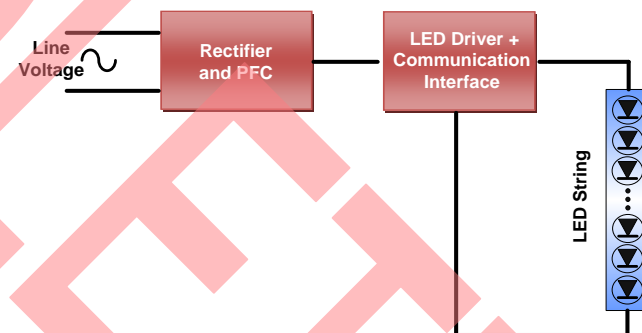 Line
Voltage
Rectifier
and PFC
LED Driver +
Communication
Interface
LED String